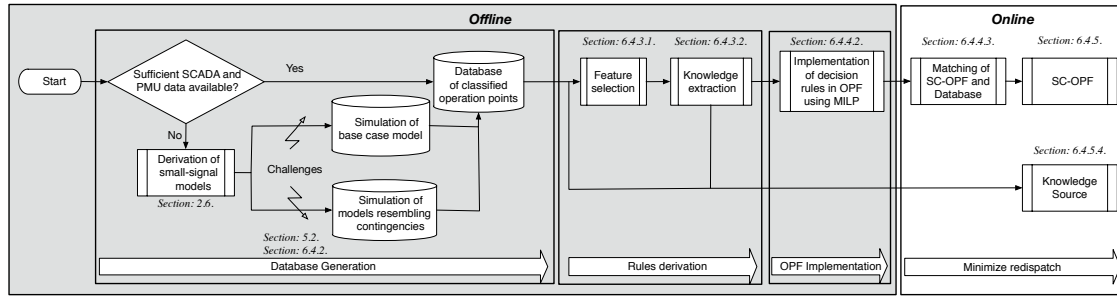 Offline
Online
Start
Sufficient SCADA and
PMU data available?
Yes
No
Derivation of
small-signal
models
Section: 2.6.
Challenges
Simulation of
base case model
Simulation of
models resembling
contingencies
Section: 5.2.
Section: 6.4.2.
Database
of classified
operation points
Database Generation
Section: 6.4.3.1.
Feature
selection
Section: 6.4.3.2.
Knowledge
extraction
Rules derivation
Section: 6.4.4.2.
Implementation
of decision
rules in OPF
using MILP
OPF Implementation
Section: 6.4.4.3.
Matching of
SC-OPF and
Database
Section: 6.4.5.
SC-OPF
Section: 6.4.5.4.
Knowledge
Source
Minimize redispatch